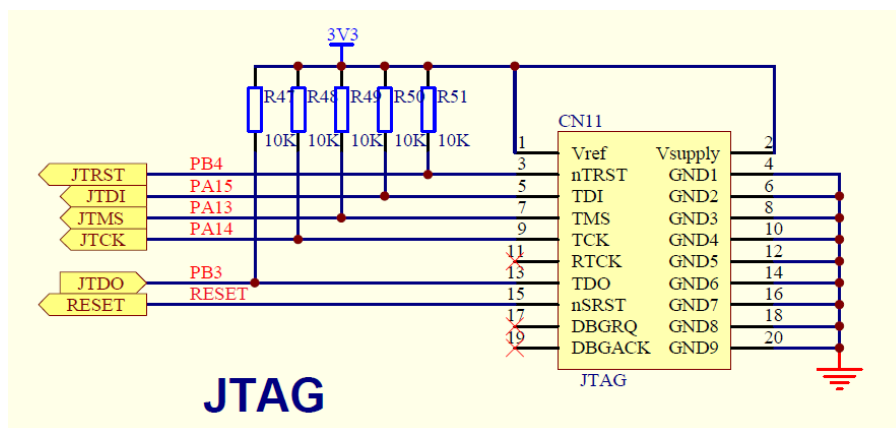 3V3
R47 R48 R49 R50 R51
10K 10K 10K 10K 10K
CN11
1 Vref Vsupply 2
JTRST PB4 3 nTRST GND1 4
JTDI PA15 5 TDI GND2 6
JTMS PA13 7 TMS GND3 8
JTCK PA14 9 TCK GND4 10
11 RTCK GND5 12
JTDO PB3 13 TDO GND6 14
RESET RESET 15 nSRST GND7 16
17 DBGRQ GND8 18
19 DBGACK GND9 20
JTAG
JTAG